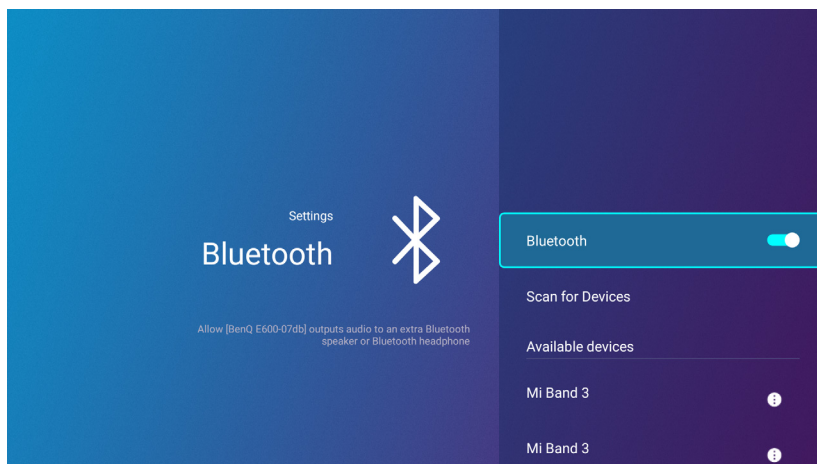 Settings
Bluetooth
Allow [BenQ E600-07db] outputs audio to an extra Bluetooth
speaker or Bluetooth headphone
Bluetooth
Scan for Devices
Available devices
Mi Band 3
Mi Band 3